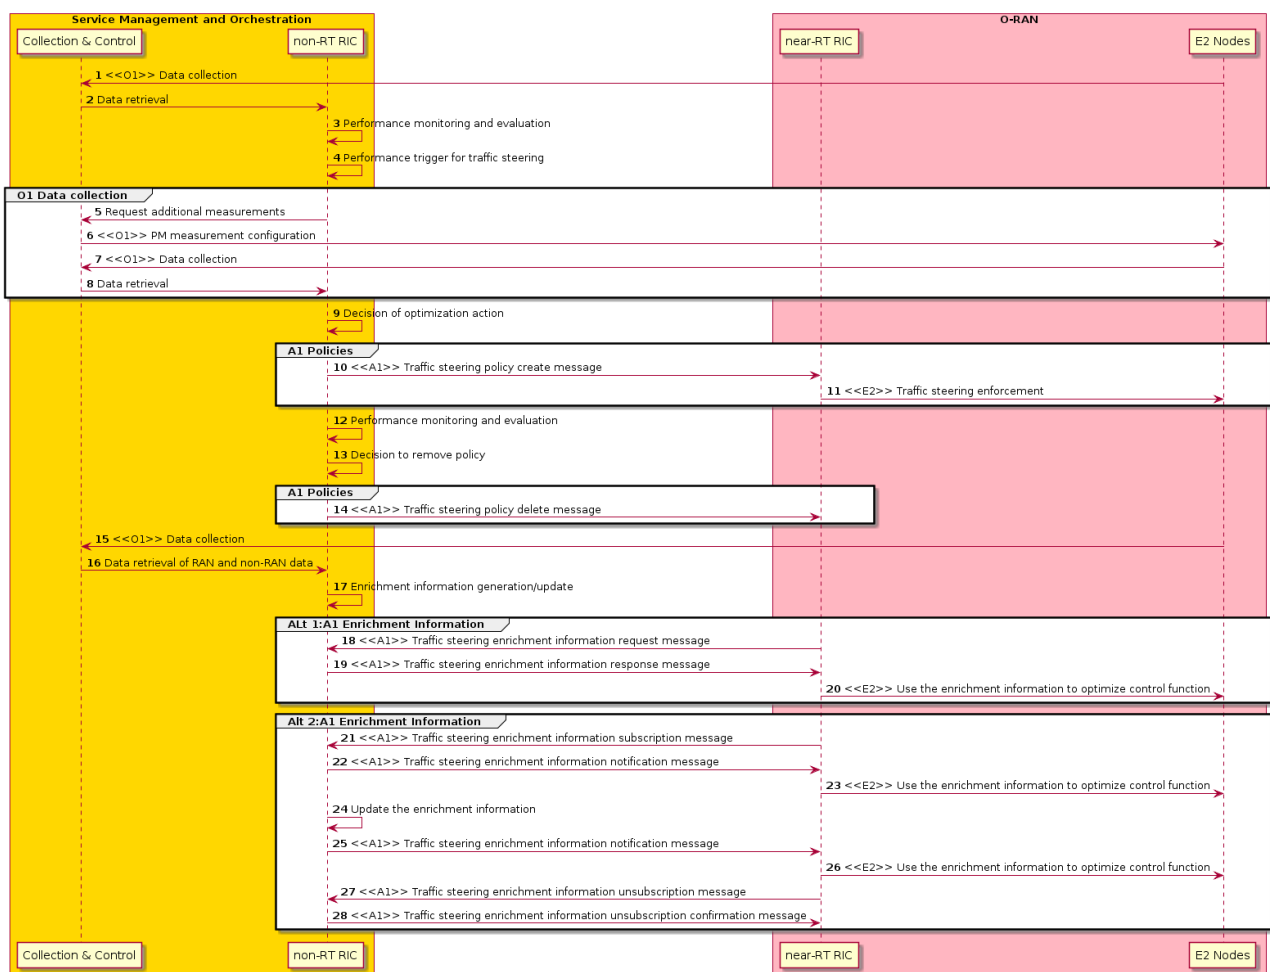 Service Management and Orchestration
O-RAN
Collection & Control
non-RT RIC
near-RT RIC
E2 Nodes
1 <<O1>> Data collection
2 Data retrieval
3 Performance monitoring and evaluation
4 Performance trigger for traffic steering
O1 Data collection
5 Request additional measurements
6 <<O1>> PM measurement configuration
7 <<O1>> Data collection
8 Data retrieval
9 Decision of optimization action
A1 Policies
10 <<A1>> Traffic steering policy create message
11 <<E2>> Traffic steering enforcement
12 Performance monitoring and evaluation
13 Decision to remove policy
A1 Policies
14 <<A1>> Traffic steering policy delete message
15 <<O1>> Data collection
16 Data retrieval of RAN and non-RAN data
17 Enrichment information generation/update
ALt 1:A1 Enrichment Information
18 <<A1>> Traffic steering enrichment information request message
19 <<A1>> Traffic steering enrichment information response message
20 <<E2>> Use the enrichment information to optimize control function
Alt 2:A1 Enrichment Information
21 <<A1>> Traffic steering enrichment information subscription message
22 <<A1>> Traffic steering enrichment information notification message
23 <<E2>> Use the enrichment information to optimize control function
24 Update the enrichment information
25 <<A1>> Traffic steering enrichment information notification message
26 <<E2>> Use the enrichment information to optimize control function
27 <<A1>> Traffic steering enrichment information unsubscription message
28 <<A1>> Traffic steering enrichment information unsubscription confirmation message
Collection & Control
non-RT RIC
near-RT RIC
E2 Nodes